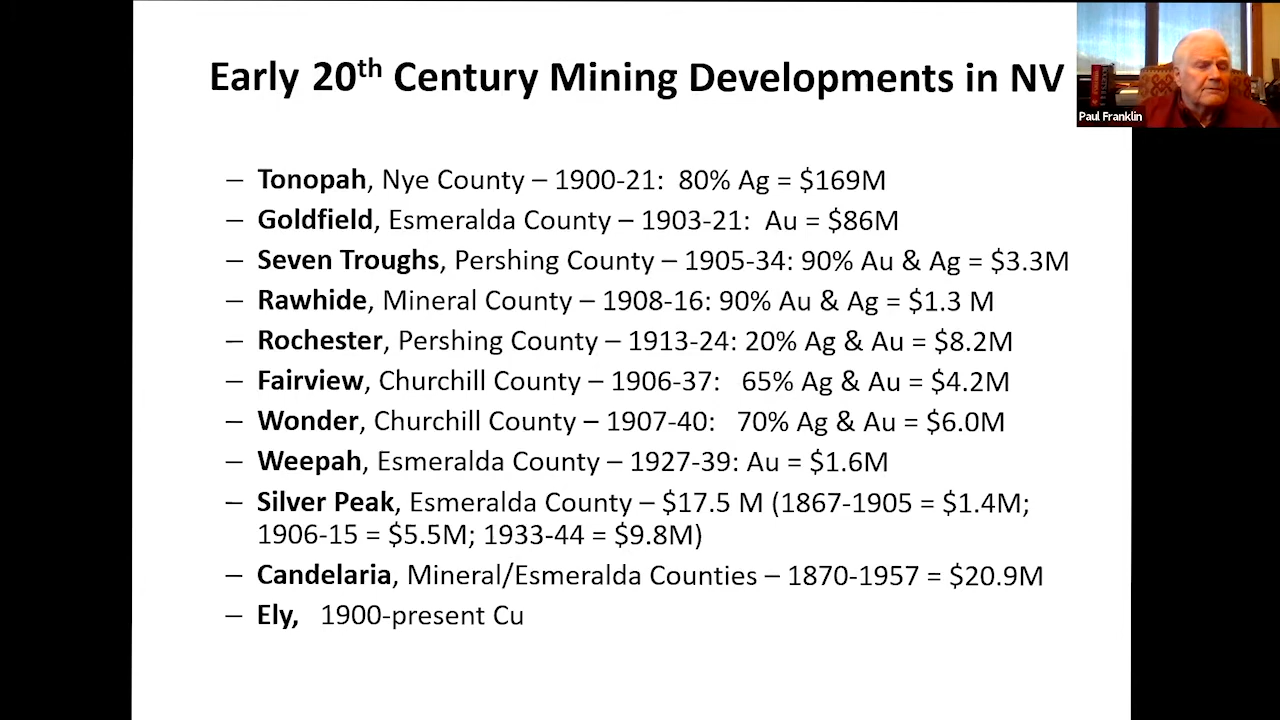 Early 20th Century Mining Developments in NV
Paul Franklin
– Tonopah, Nye County – 1900-21: 80% Ag = $169M
– Goldfield, Esmeralda County – 1903-21: Au = $86M
– Seven Troughs, Pershing County – 1905-34: 90% Au & Ag = $3.3M
– Rawhide, Mineral County – 1908-16: 90% Au & Ag = $1.3 M
– Rochester, Pershing County – 1913-24: 20% Ag & Au = $8.2M
– Fairview, Churchill County – 1906-37: 65% Ag & Au = $4.2M
– Wonder, Churchill County – 1907-40: 70% Ag & Au = $6.0M
– Weepah, Esmeralda County – 1927-39: Au = $1.6M
– Silver Peak, Esmeralda County – $17.5 M (1867-1905 = $1.4M;
1906-15 = $5.5M; 1933-44 = $9.8M)
– Candelaria, Mineral/Esmeralda Counties – 1870-1957 = $20.9M
– Ely, 1900-present Cu